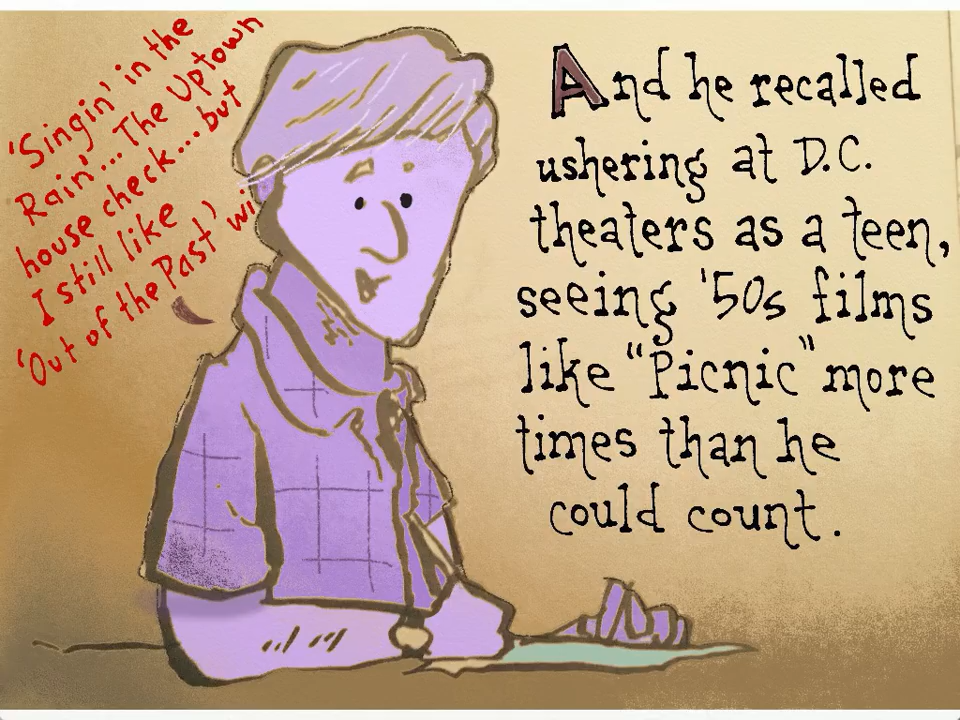 'Singin' in the
Rain'... The Uptown
house check... but
I still like
'Out of the Past' wi
And he recalled
ushering at D.C.
theaters as a teen,
seeing '50s films
like "Picnic" more
times than he
could count.